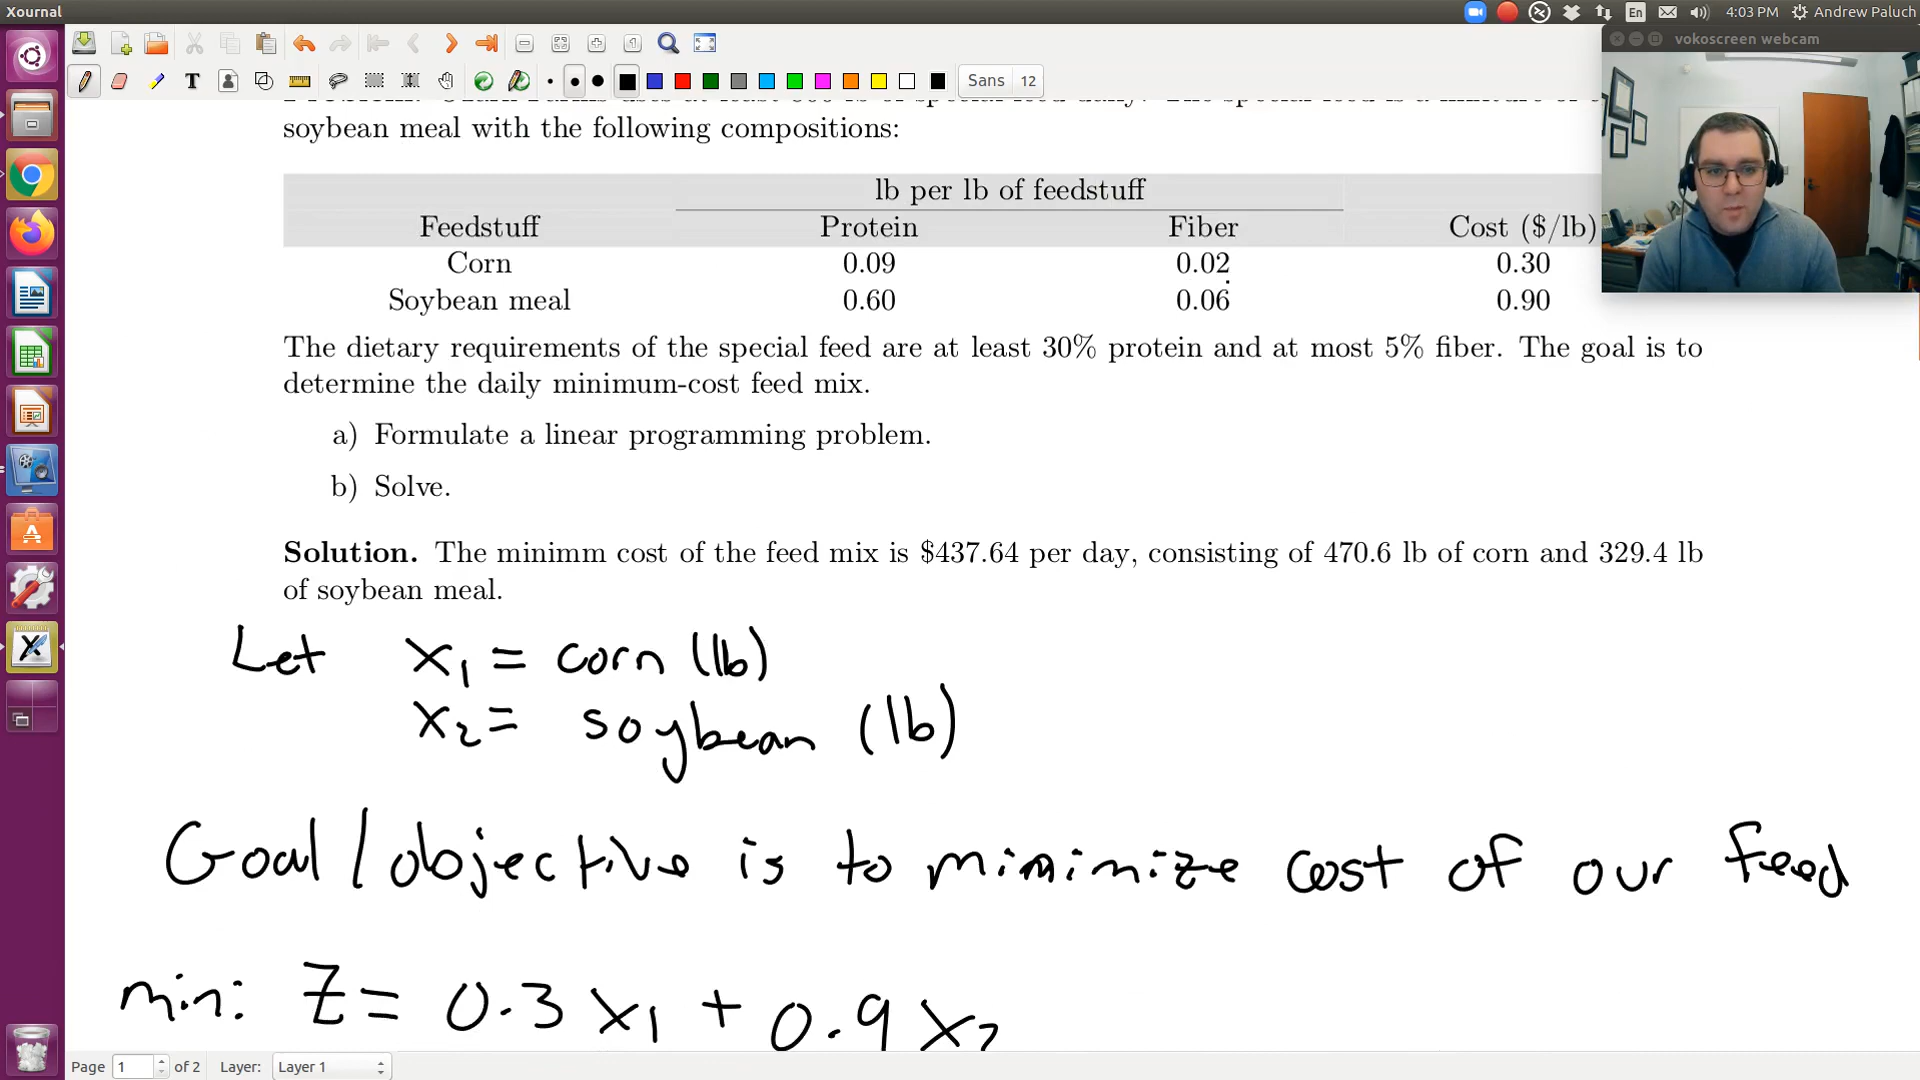 Xournal
En 4:03 PM Andrew Paluch
vokoscreen webcam
Sans 12
soybean meal with the following compositions:
lb per lb of feedstuff
Feedstuff Protein Fiber Cost ($/lb)
Corn 0.09 0.02 0.30
Soybean meal 0.60 0.06 0.90
The dietary requirements of the special feed are at least 30% protein and at most 5% fiber. The goal is to
determine the daily minimum-cost feed mix.
a) Formulate a linear programming problem.
b) Solve.
Solution. The minimm cost of the feed mix is $437.64 per day, consisting of 470.6 lb of corn and 329.4 lb
of soybean meal.
Let x₁ = corn (lb)
x₂ = soybean (lb)
Goal/objective is to minimize cost of our feed
min: Z = 0.3 x₁ + 0.9 x₂
Page 1 of 2 Layer: Layer 1